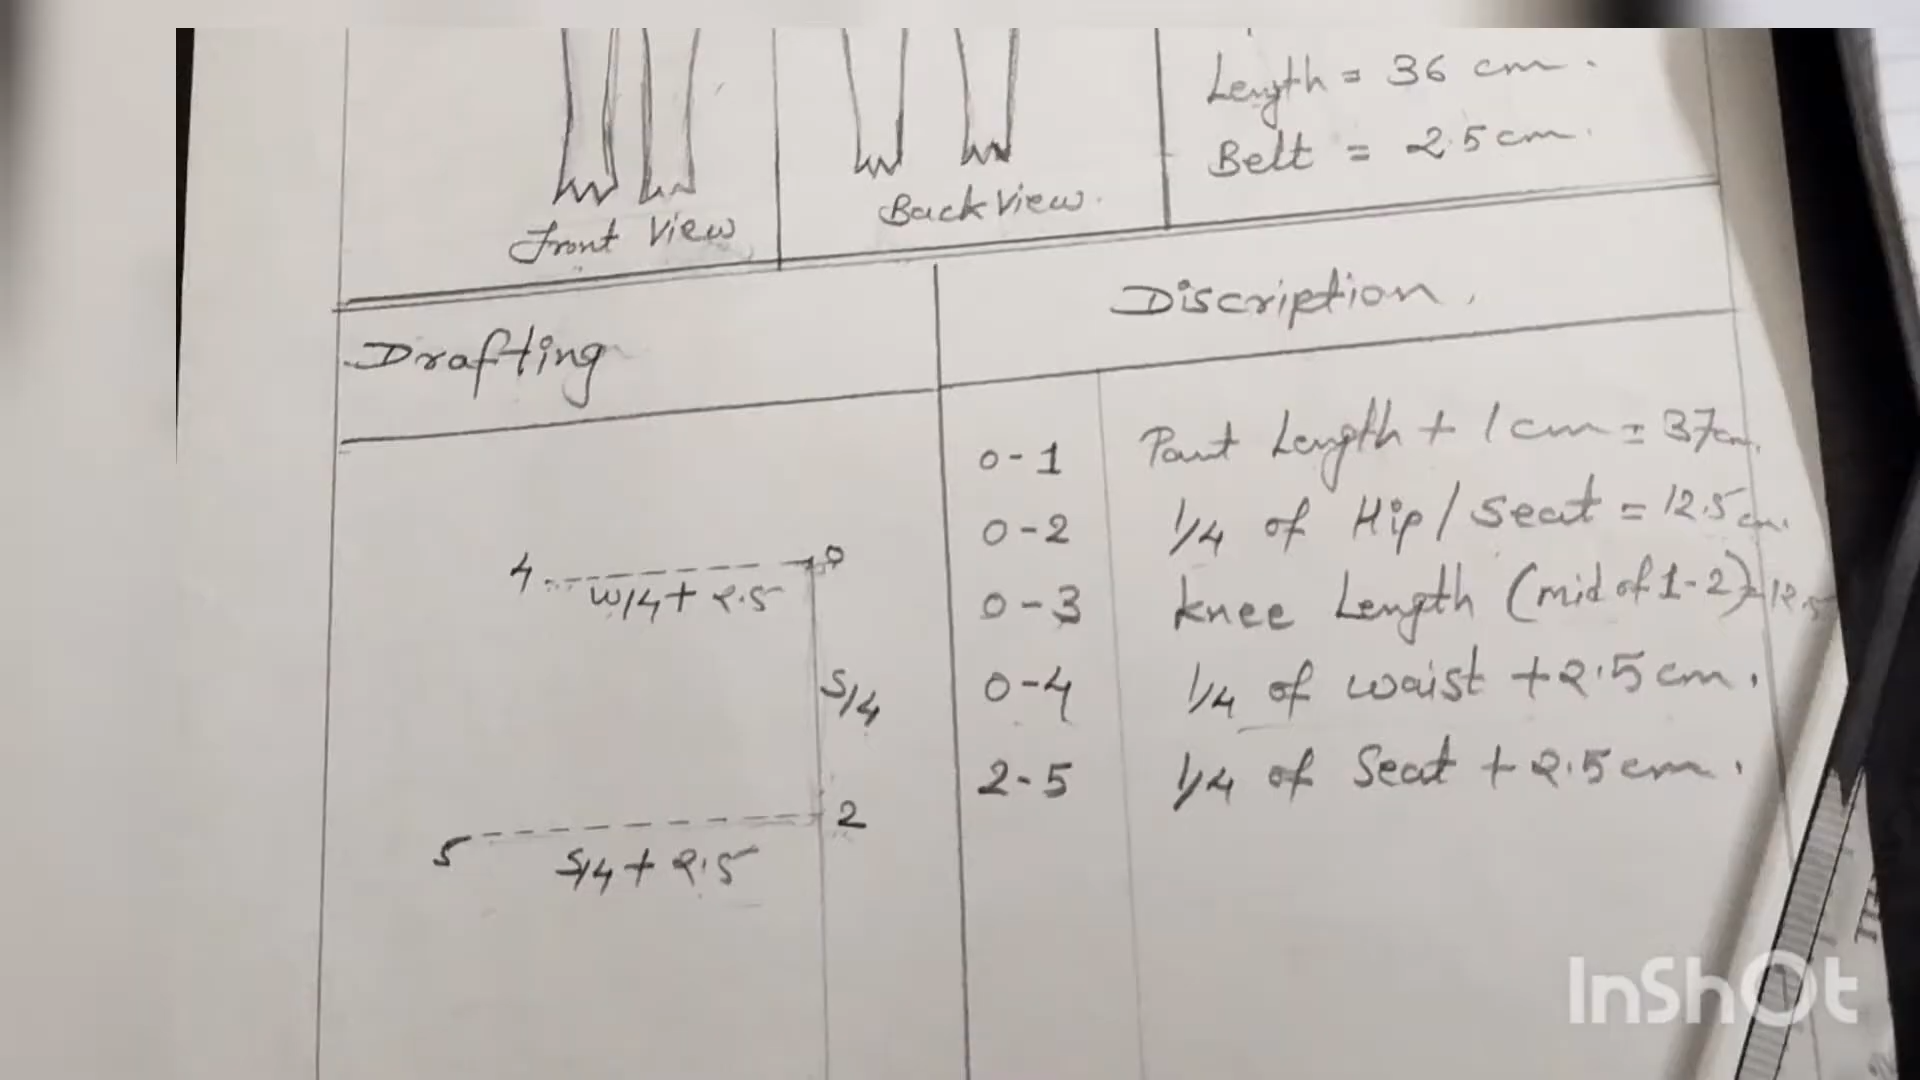 Length = 36 cm.
Belt = 2.5 cm.
Front View
Back View.
Drafting
Discription.
0-1 Pant Length + 1 cm = 37cm.
0-2 1/4 of Hip / Seat = 12.5 cm.
0-3 knee Length (mid of 1-2) = 12.5
0-4 1/4 of waist + 2.5 cm.
2-5 1/4 of Seat + 2.5 cm.
4 0
w/4 + 2.5
S/4
5 2
S/4 + 2.5
InShOt